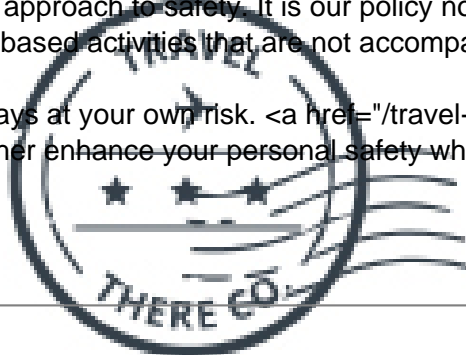 approach to safety. It is our policy no
based activities that are not accompa
TRAVEL
ays at your own risk. <a href="/travel-
her enhance your personal safety wh
THERE CO.